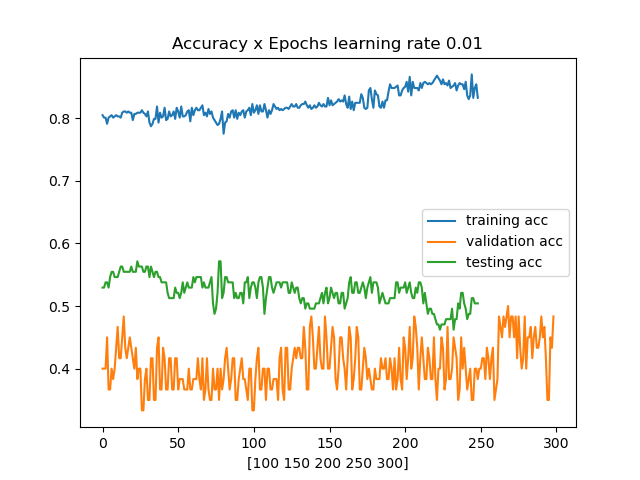 Accuracy x Epochs learning rate 0.01
0.8
0.7
0.6
0.5
0.4
training acc
validation acc
testing acc
0 50 100 150 200 250 300
[100 150 200 250 300]